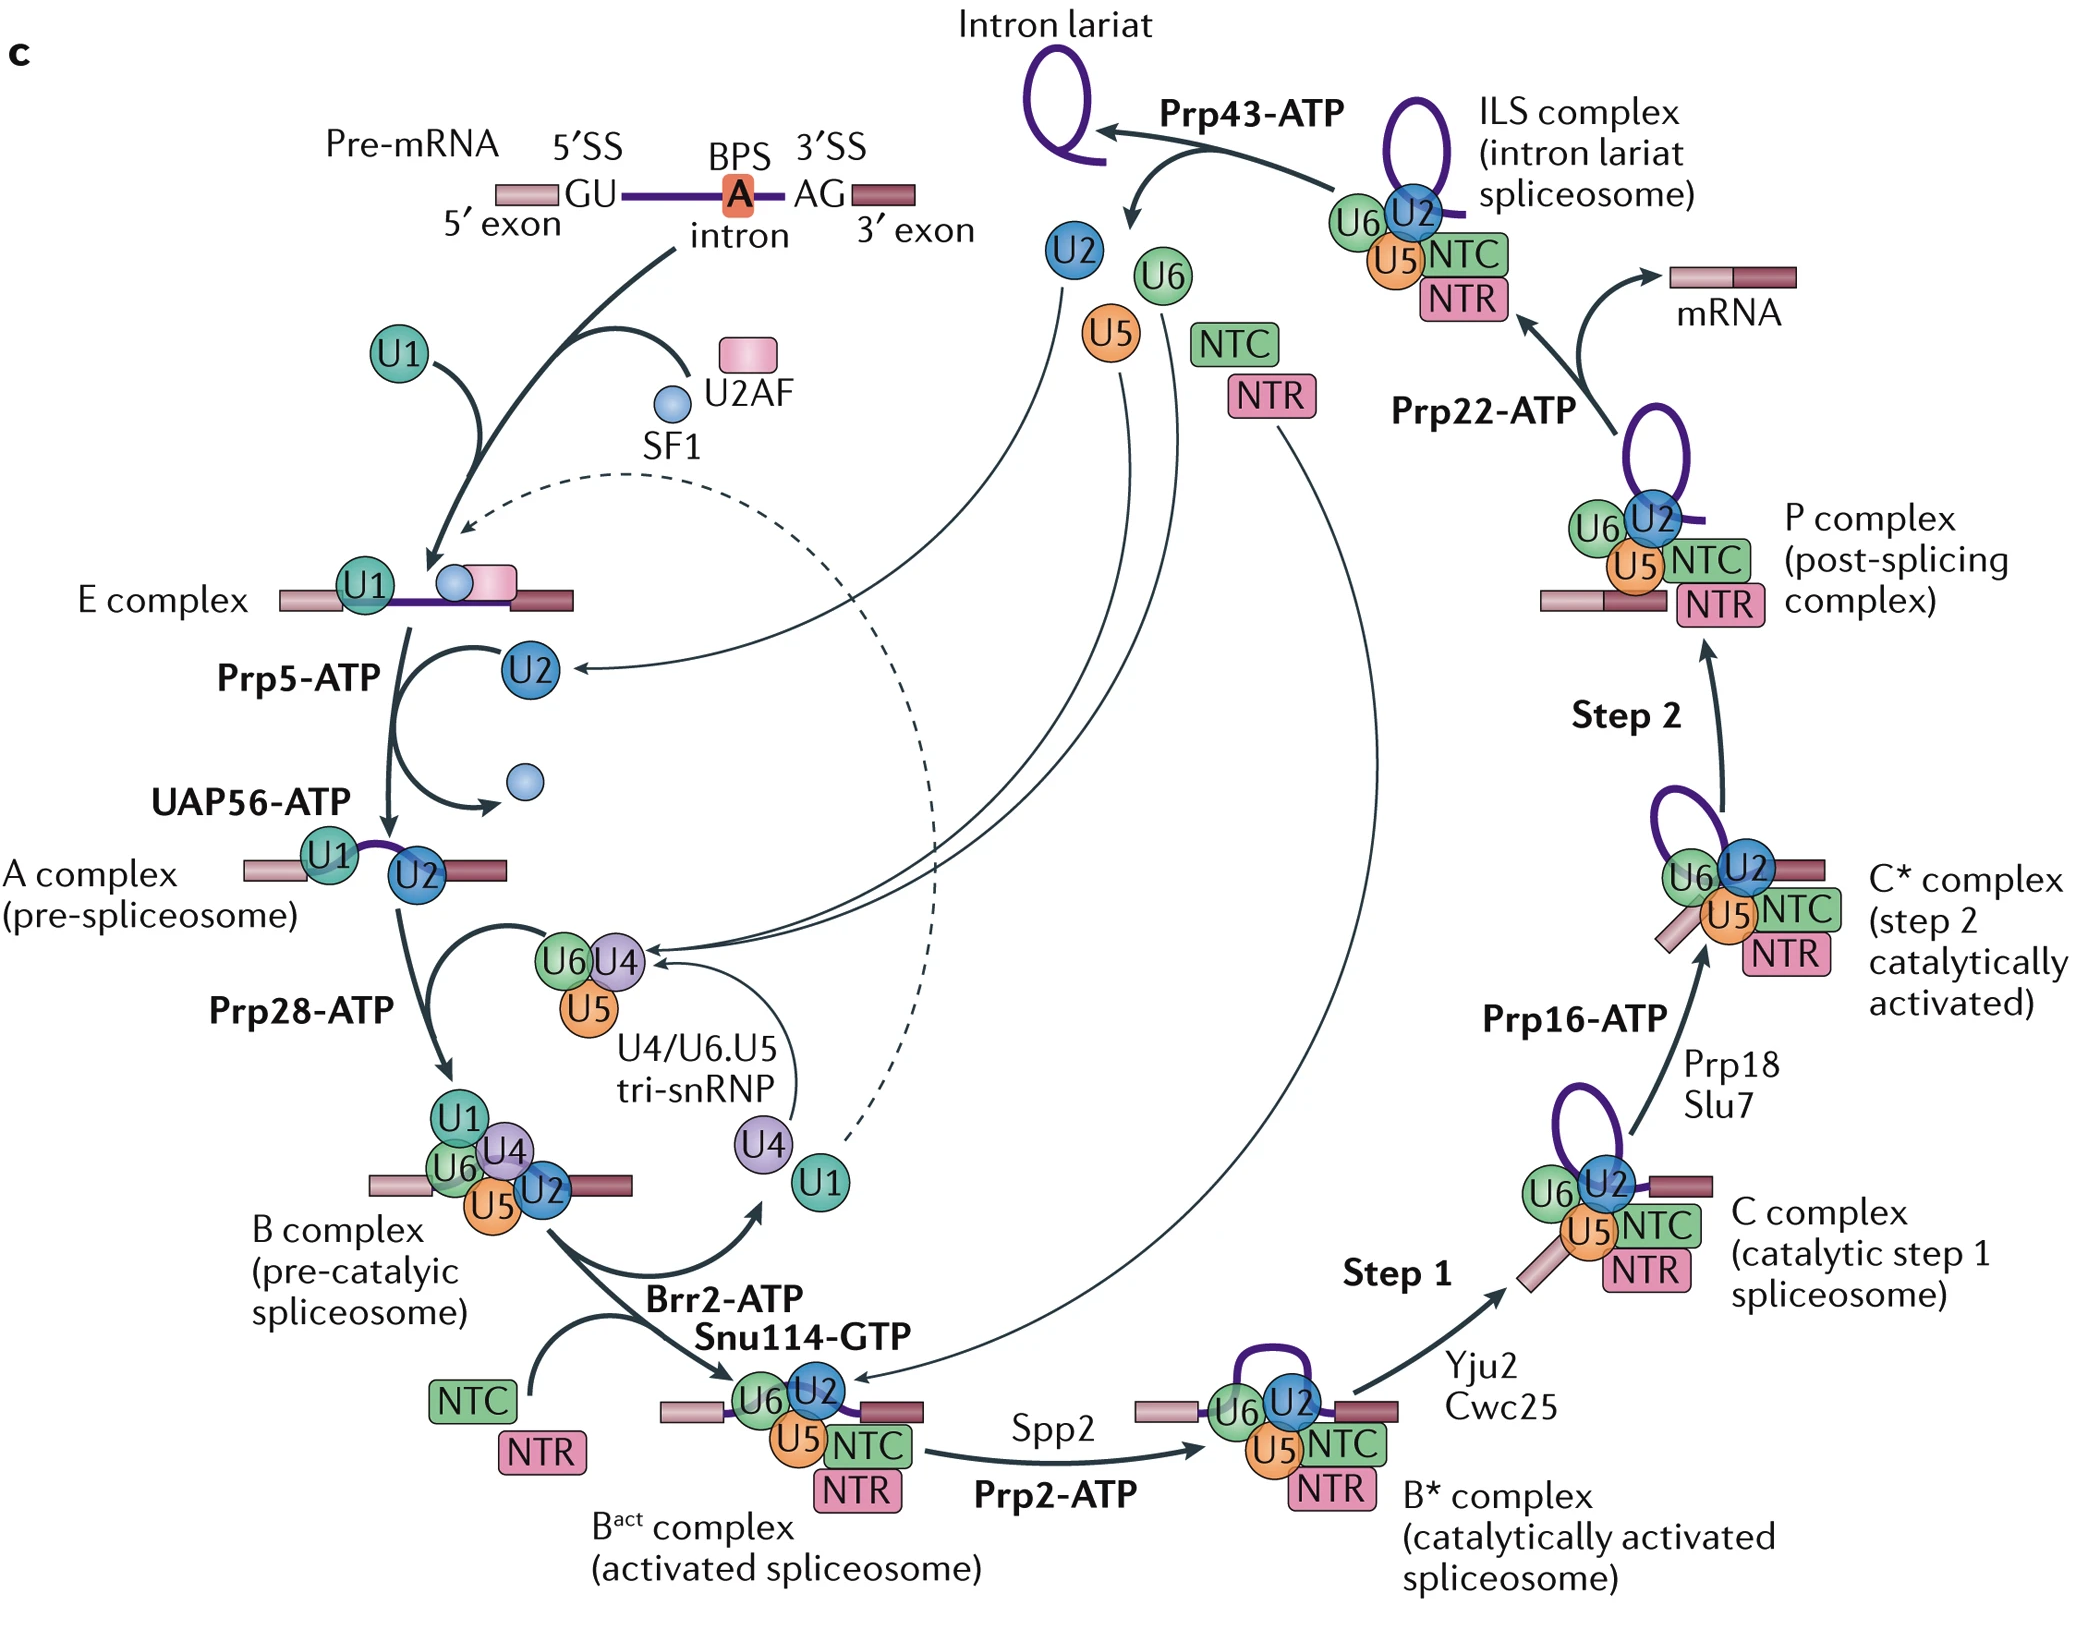 c
Intron lariat
Pre-mRNA
5′SS
BPS
3′SS
GU
A
AG
5′ exon
intron
3′ exon
Prp43-ATP
ILS complex
(intron lariat
spliceosome)
U6
U2
U5
NTC
NTR
U2
U6
U5
NTC
NTR
mRNA
Prp22-ATP
U1
U2AF
SF1
E complex
U1
Prp5-ATP
U2
UAP56-ATP
U1
U2
A complex
(pre-spliceosome)
Prp28-ATP
U6
U4
U5
U4/U6.U5
tri-snRNP
U4
U1
U1
U4
U6
U5
U2
B complex
(pre-catalyic
spliceosome)
Brr2-ATP
Snu114-GTP
NTC
NTR
U6
U2
U5
NTC
NTR
Bact complex
(activated spliceosome)
Spp2
Prp2-ATP
U6
U2
U5
NTC
NTR
B* complex
(catalytically activated
spliceosome)
Step 1
Yju2
Cwc25
U6
U2
U5
NTC
NTR
C complex
(catalytic step 1
spliceosome)
Prp16-ATP
Prp18
Slu7
U6
U2
U5
NTC
NTR
C* complex
(step 2
catalytically
activated)
Step 2
U6
U2
U5
NTC
NTR
P complex
(post-splicing
complex)